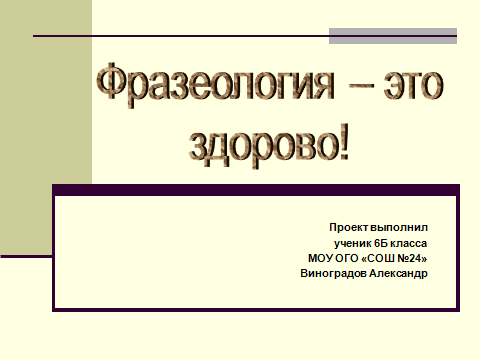 Фразеология – это
здорово!
Проект выполнил
ученик 6Б класса
МОУ ОГО «СОШ №24»
Виноградов Александр